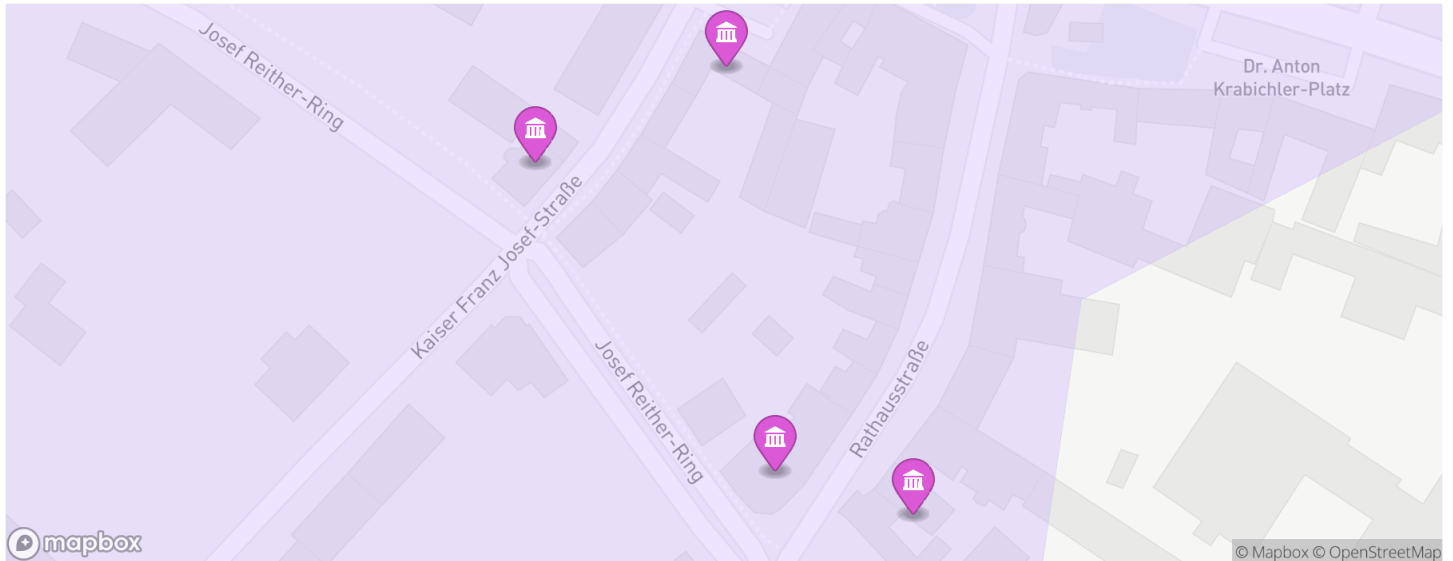 Josef Reither-Ring
Dr. Anton
Krabichler-Platz
Kaiser Franz Josef-Straße
Josef Reither-Ring
Rathausstraße
mapbox
© Mapbox © OpenStreetMap